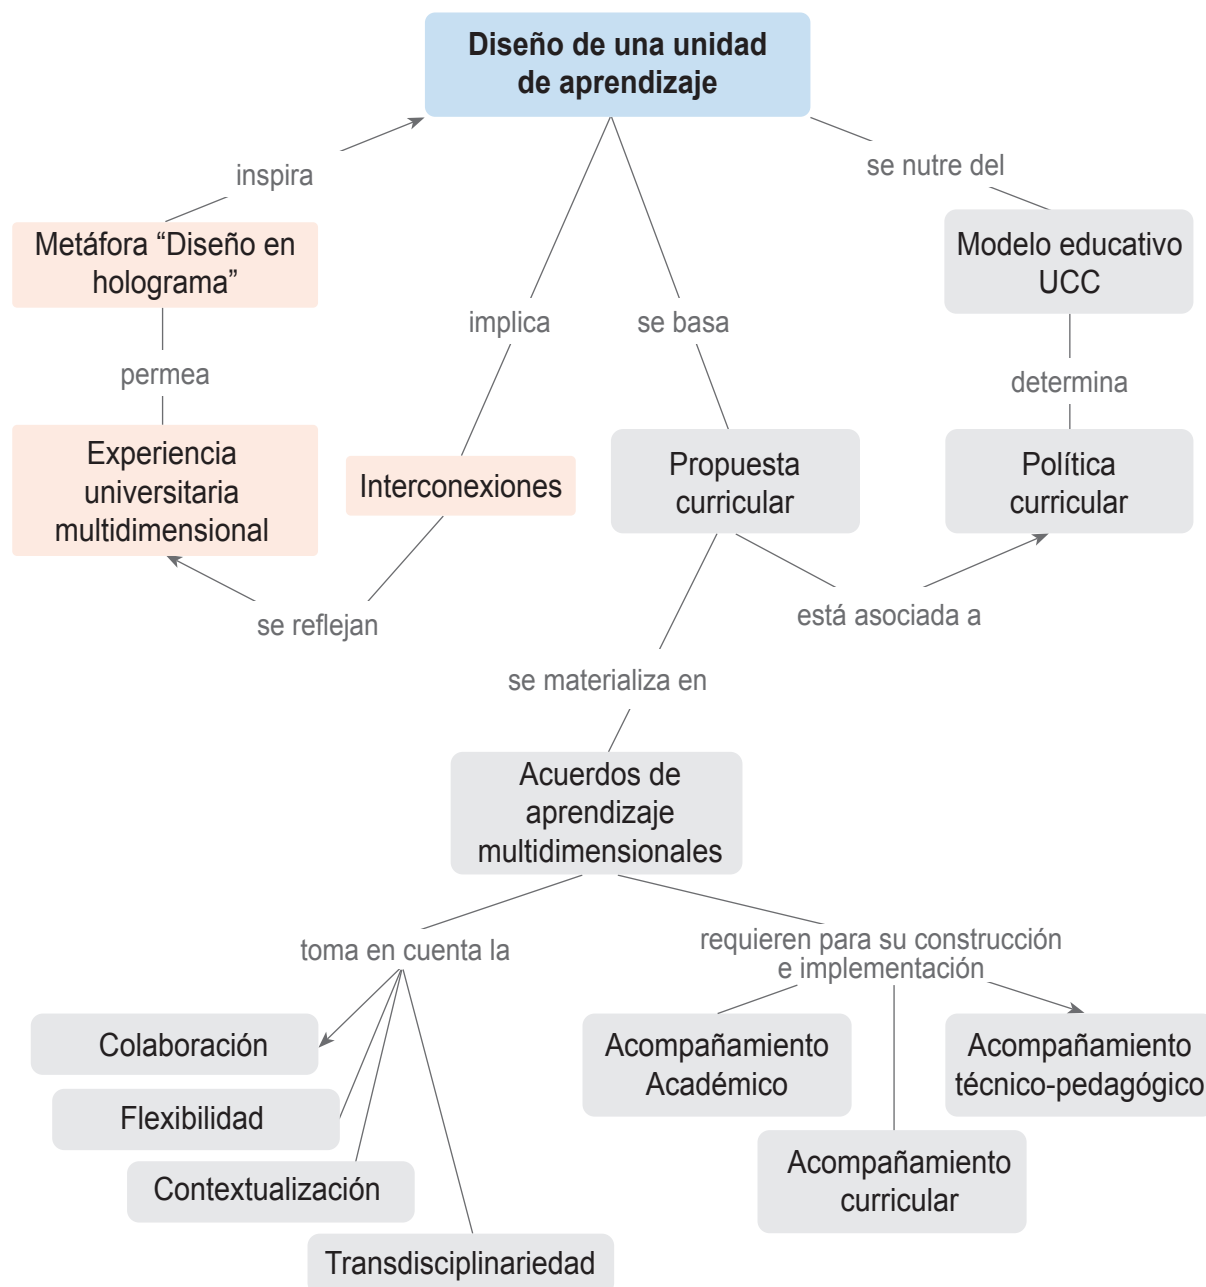 Diseño de una unidad
de aprendizaje
inspira
se nutre del
Metáfora “Diseño en
holograma”
Modelo educativo
UCC
implica
se basa
permea
determina
Experiencia
universitaria
multidimensional
Interconexiones
Propuesta
curricular
Política
curricular
se reflejan
está asociada a
se materializa en
Acuerdos de
aprendizaje
multidimensionales
toma en cuenta la
requieren para su construcción
e implementación
Colaboración
Flexibilidad
Contextualización
Transdisciplinariedad
Acompañamiento
Académico
Acompañamiento
técnico-pedagógico
Acompañamiento
curricular